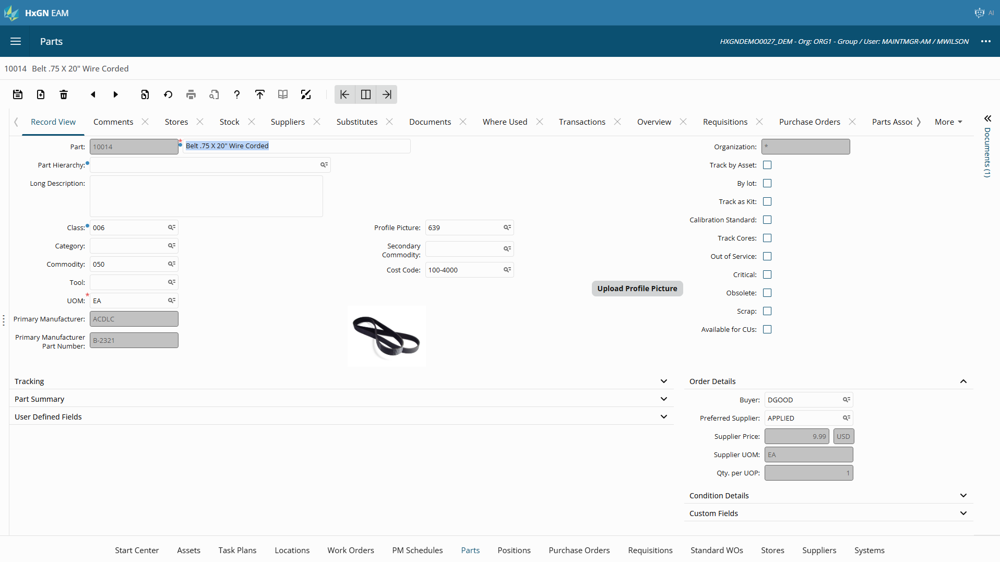 HxGN EAM
AI
Parts
HXGNDEMO0027_DEM - Org: ORG1 - Group / User: MAINTMGR-AM / MWILSON
10014 Belt .75 X 20" Wire Corded
Record View
Comments
Stores
Stock
Suppliers
Substitutes
Documents
Where Used
Transactions
Overview
Requisitions
Purchase Orders
Parts Assoc
More
Documents (1)
Part: 10014 * Belt .75 X 20" Wire Corded
Part Hierarchy:
Long Description:
Class: 006
Category:
Commodity: 050
Tool:
UOM: * EA
Primary Manufacturer: ACDLC
Primary Manufacturer
Part Number: B-2321
Profile Picture: 639
Secondary
Commodity:
Cost Code: 100-4000
Upload Profile Picture
Organization: *
Track by Asset:
By lot:
Track as Kit:
Calibration Standard:
Track Cores:
Out of Service:
Critical:
Obsolete:
Scrap:
Available for CUs:
Tracking
Part Summary
User Defined Fields
Order Details
Buyer: DGOOD
Preferred Supplier: APPLIED
Supplier Price: 9.99 USD
Supplier UOM: EA
Qty. per UOP: 1
Condition Details
Custom Fields
Start Center
Assets
Task Plans
Locations
Work Orders
PM Schedules
Parts
Positions
Purchase Orders
Requisitions
Standard WOs
Stores
Suppliers
Systems